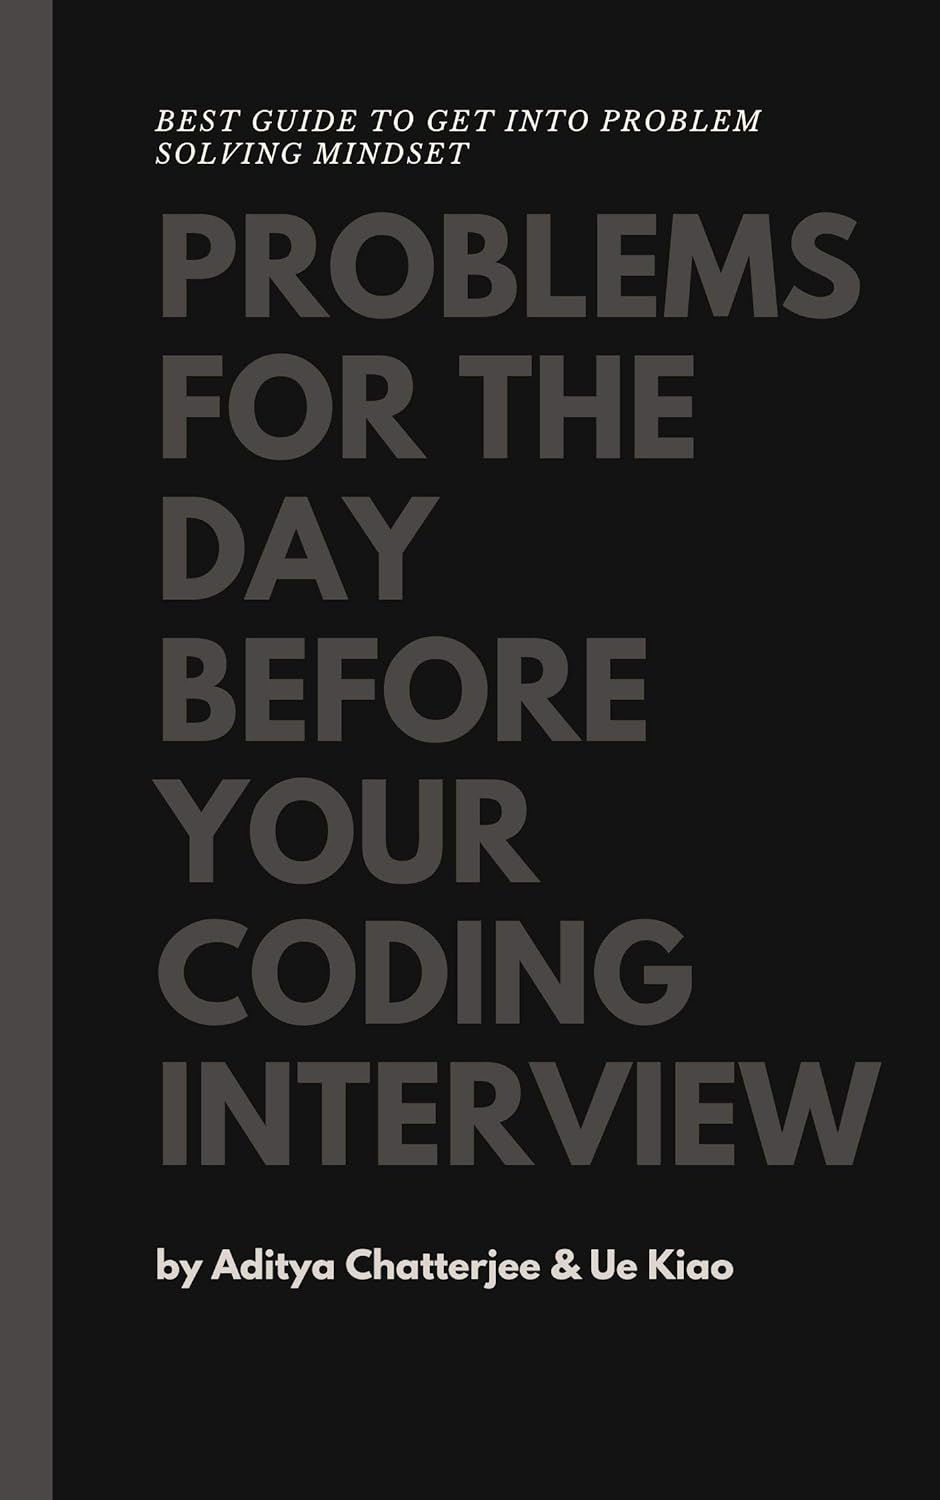 BEST GUIDE TO GET INTO PROBLEM
SOLVING MINDSET
PROBLEMS
FOR THE
DAY
BEFORE
YOUR
CODING
INTERVIEW
by Aditya Chatterjee & Ue Kiao